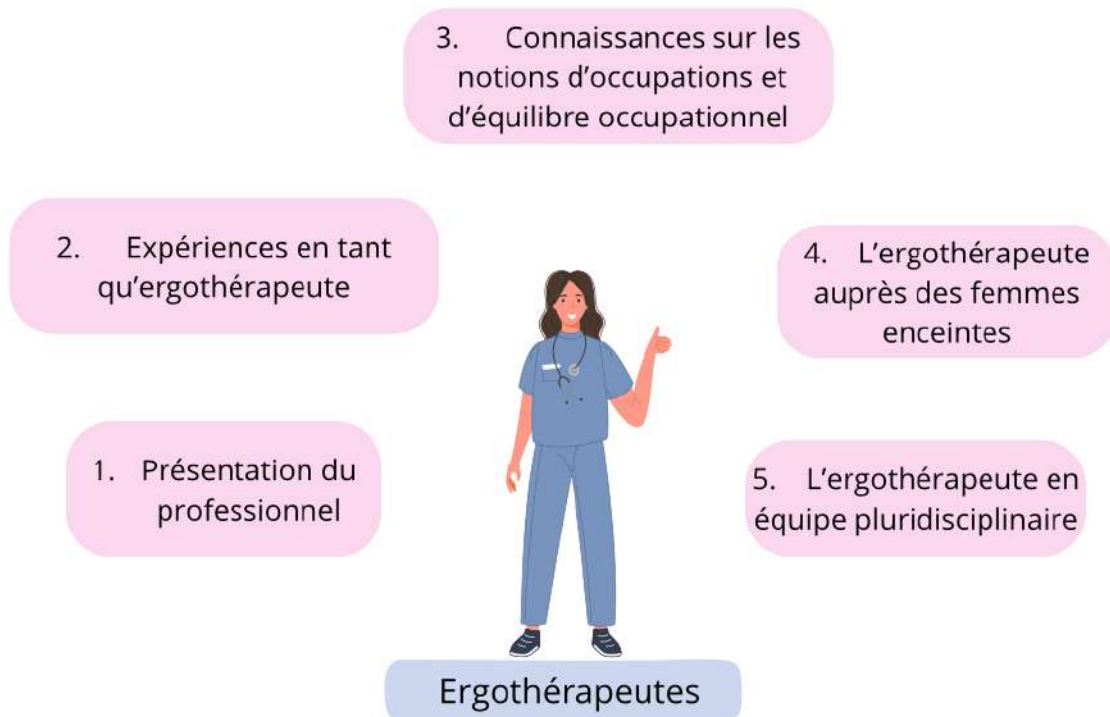 3. Connaissances sur les
notions d'occupations et
d'équilibre occupationnel
2. Expériences en tant
qu'ergothérapeute
4. L'ergothérapeute
auprès des femmes
enceintes
1. Présentation du
professionnel
5. L'ergothérapeute en
équipe pluridisciplinaire
Ergothérapeutes